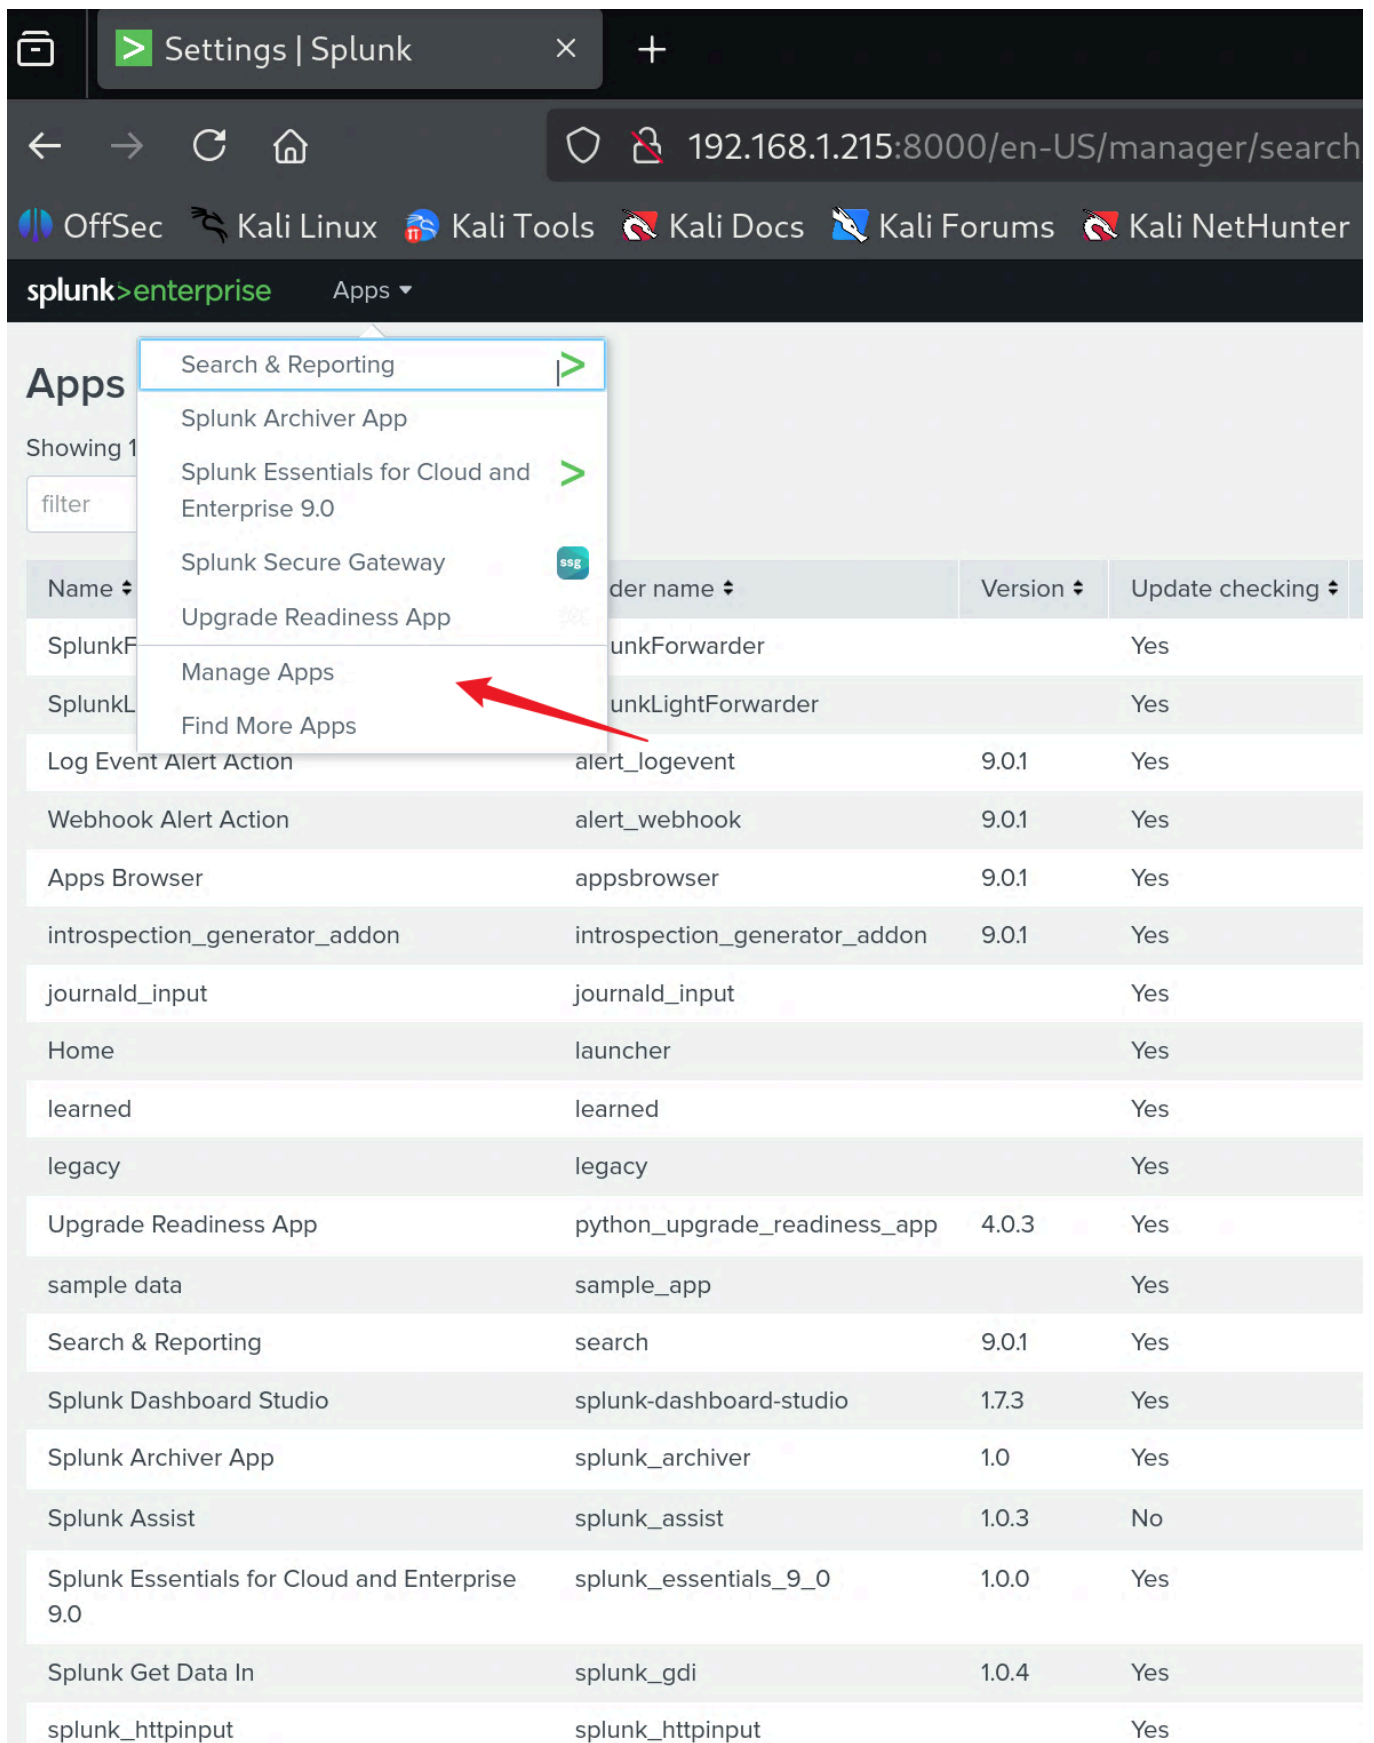 Settings | Splunk
192.168.1.215:8000/en-US/manager/search
OffSec Kali Linux Kali Tools Kali Docs Kali Forums Kali NetHunter
splunk>enterprise Apps
Apps
Showing 1
filter
Search & Reporting
Splunk Archiver App
Splunk Essentials for Cloud and
Enterprise 9.0
Splunk Secure Gateway ssg
Upgrade Readiness App
Manage Apps
Find More Apps
Name der name Version Update checking
SplunkF unkForwarder Yes
SplunkL unkLightForwarder Yes
Log Event Alert Action alert_logevent 9.0.1 Yes
Webhook Alert Action alert_webhook 9.0.1 Yes
Apps Browser appsbrowser 9.0.1 Yes
introspection_generator_addon introspection_generator_addon 9.0.1 Yes
journald_input journald_input Yes
Home launcher Yes
learned learned Yes
legacy legacy Yes
Upgrade Readiness App python_upgrade_readiness_app 4.0.3 Yes
sample data sample_app Yes
Search & Reporting search 9.0.1 Yes
Splunk Dashboard Studio splunk-dashboard-studio 1.7.3 Yes
Splunk Archiver App splunk_archiver 1.0 Yes
Splunk Assist splunk_assist 1.0.3 No
Splunk Essentials for Cloud and Enterprise splunk_essentials_9_0 1.0.0 Yes
9.0
Splunk Get Data In splunk_gdi 1.0.4 Yes
splunk_httpinput splunk_httpinput Yes